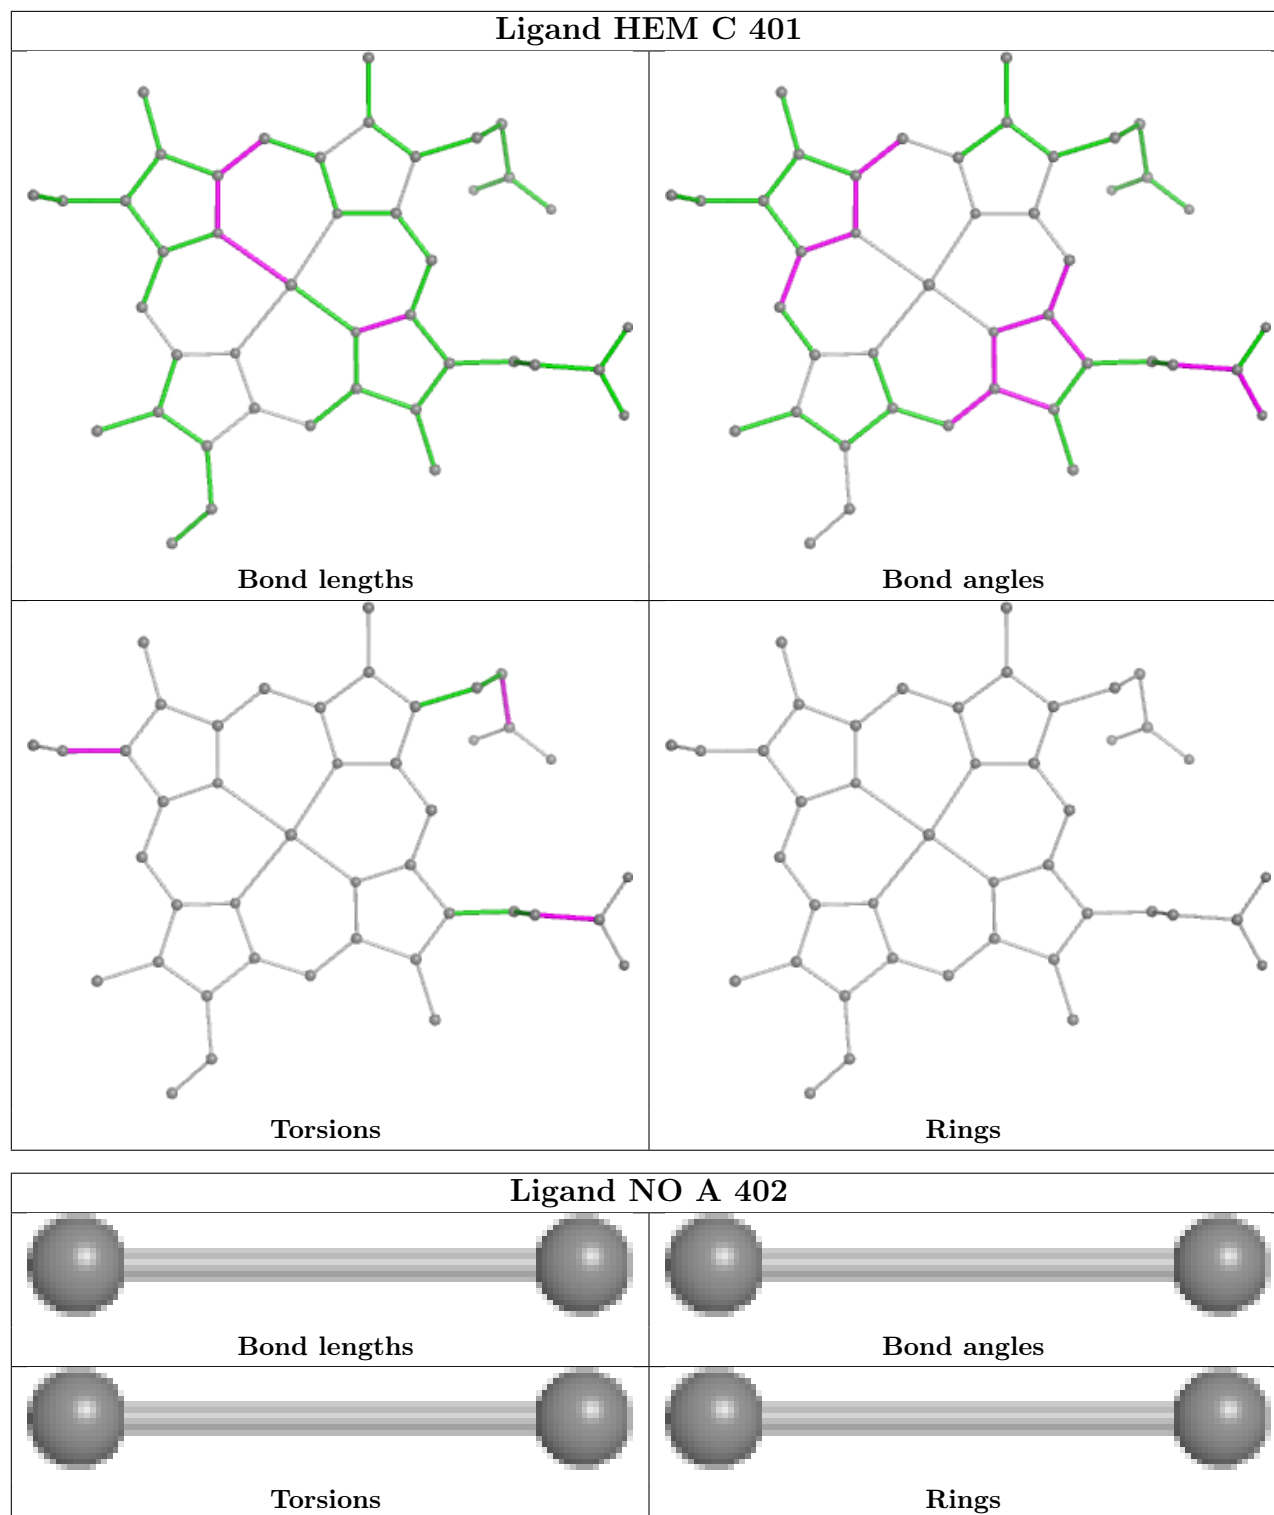 Ligand HEM C 401
Bond lengths
Bond angles
Torsions
Rings
Ligand NO A 402
Bond lengths
Bond angles
Torsions
Rings